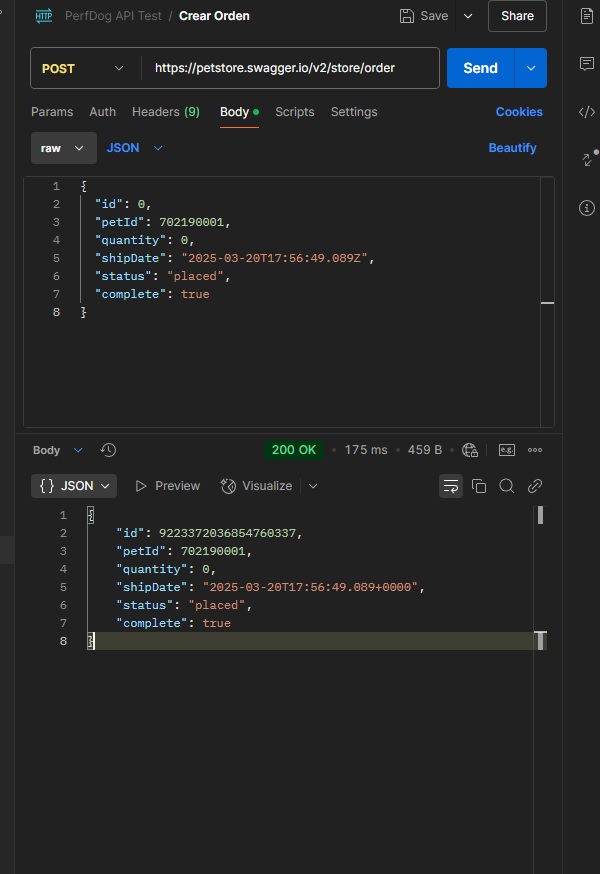 HTTP PerfDog API Test / Crear Orden Save Share
POST https://petstore.swagger.io/v2/store/order Send
Params Auth Headers (9) Body Scripts Settings Cookies
raw JSON Beautify
1 {
2 "id": 0,
3 "petId": 702190001,
4 "quantity": 0,
5 "shipDate": "2025-03-20T17:56:49.089Z",
6 "status": "placed",
7 "complete": true
8 }
Body 200 OK • 175 ms • 459 B e.g.
{} JSON Preview Visualize
1 {
2 "id": 9223372036854760337,
3 "petId": 702190001,
4 "quantity": 0,
5 "shipDate": "2025-03-20T17:56:49.089+0000",
6 "status": "placed",
7 "complete": true
8 }